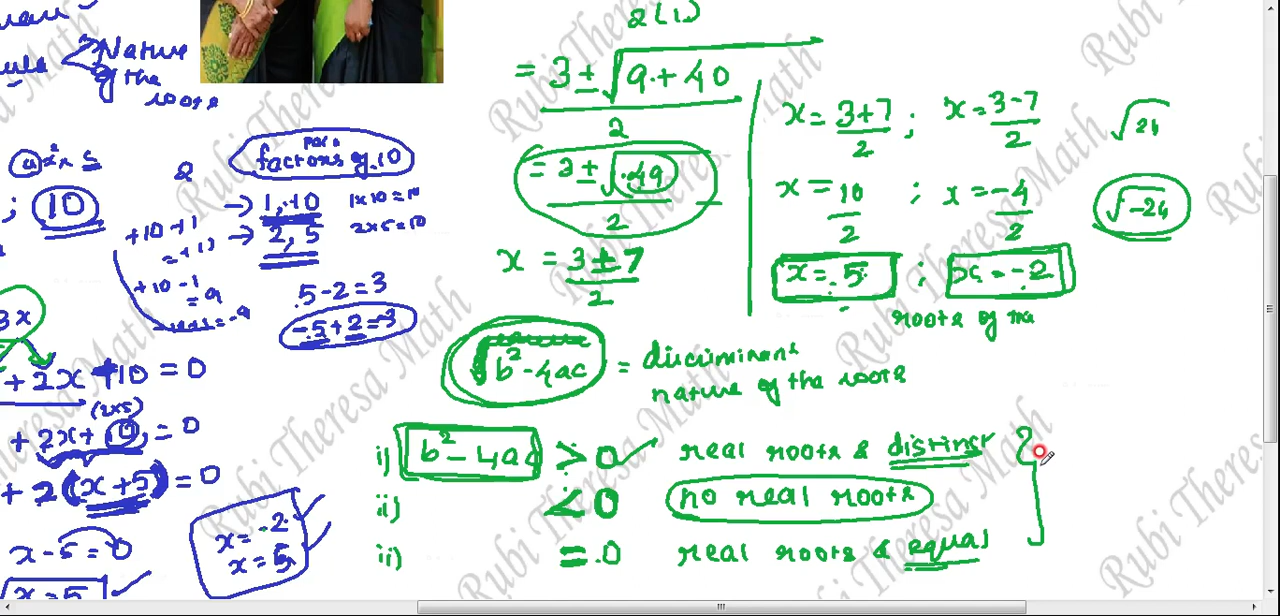 Nature
of the
roots
for
factors of 10
2
10
→ 1, 10 1x10=10
→ 2, 5 2x5=10
+10+1
=+11
+10-1
=9
5-2=3
-5+2=-3
3x
+ 2x + 10 = 0
(2x5)
+ 2x + 10 = 0
+ 2 (x+5) = 0
x-5=0
x=5
x=-2
x=5
2(1)
= 3 ± √9 + 40
2
= 3 ± √49
2
x = 3 ± 7
2
x = 3+7 ; x = 3-7
2 2
x = 10 ; x = -4
2 2
x = 5 ; x = -2
roots of
√24
√-24
√b²-4ac = discriminant
nature of the roots
i) b²-4ac > 0 real roots & distinct
ii) < 0 no real roots
ii) = 0 real roots & equal
Rubi Theresa Math